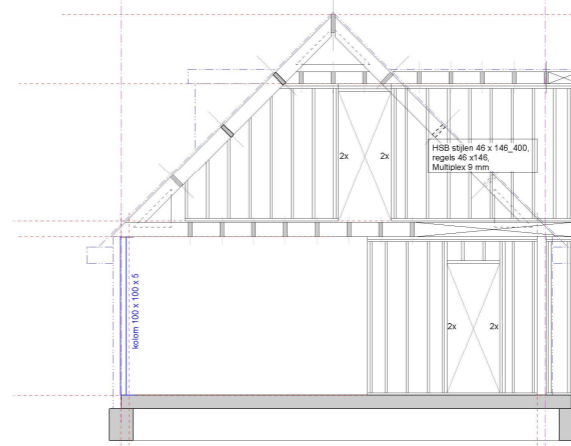 2x 2x
HSB stijlen 46 x 146_400,
regels 46 x146,
Multiplex 9 mm
kolom 100 x 100 x 5
2x 2x